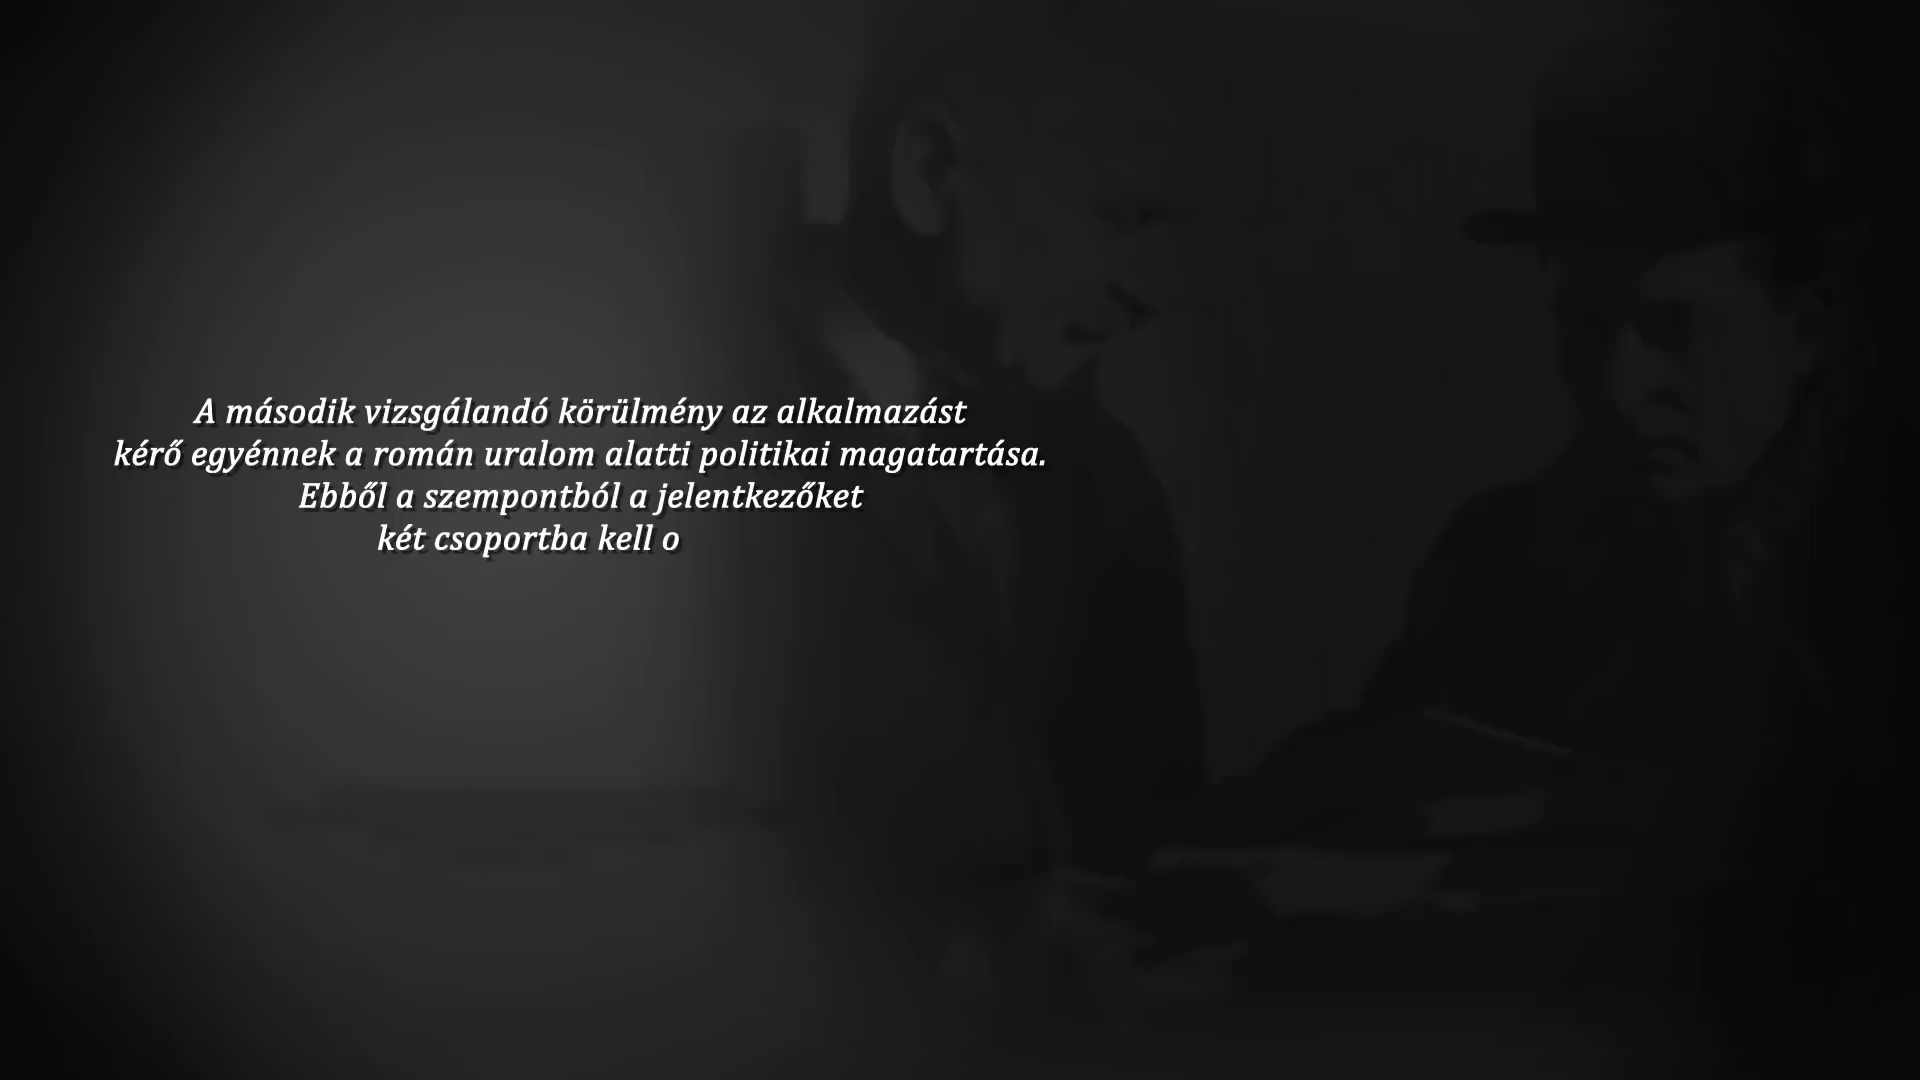 A második vizsgálandó körülmény az alkalmazást
kérő egyénnek a román uralom alatti politikai magatartása.
Ebből a szempontból a jelentkezőket
két csoportba kell o